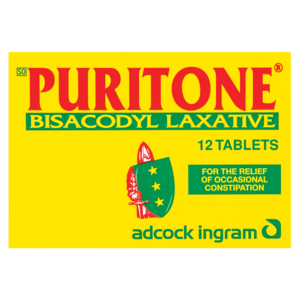 S0
PURITONE®
BISACODYL LAXATIVE
12 TABLETS
FOR THE RELIEF
OF OCCASIONAL
CONSTIPATION
adcock ingram a